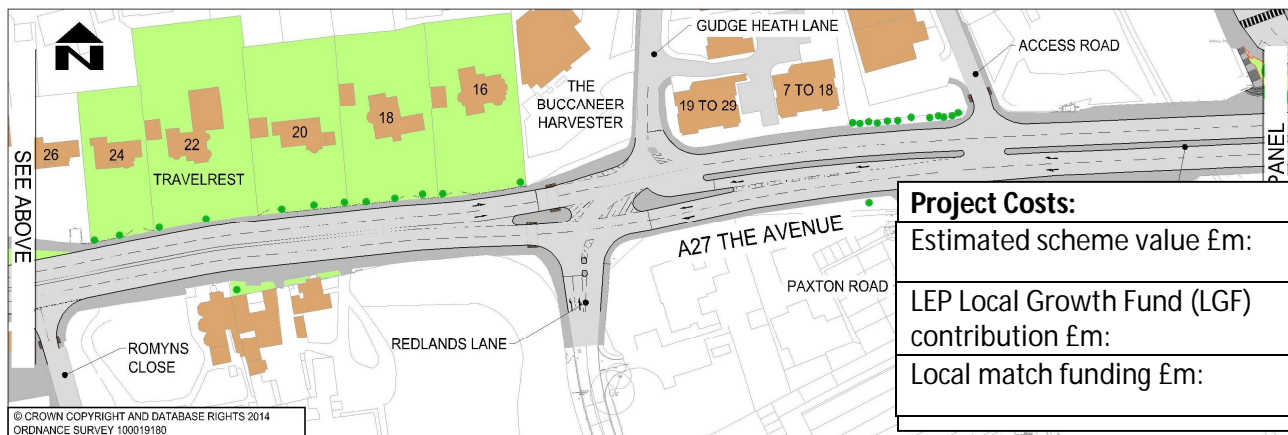 N
GUDGE HEATH LANE
ACCESS ROAD
THE
BUCCANEER
HARVESTER
16
18
20
22
24
26
19 TO 29
7 TO 18
TRAVELREST
SEE ABOVE
PANEL
A27 THE AVENUE
PAXTON ROAD
REDLANDS LANE
ROMYNS
CLOSE
Project Costs:
Estimated scheme value £m:
LEP Local Growth Fund (LGF)
contribution £m:
Local match funding £m:
© CROWN COPYRIGHT AND DATABASE RIGHTS 2014
ORDNANCE SURVEY 100019180